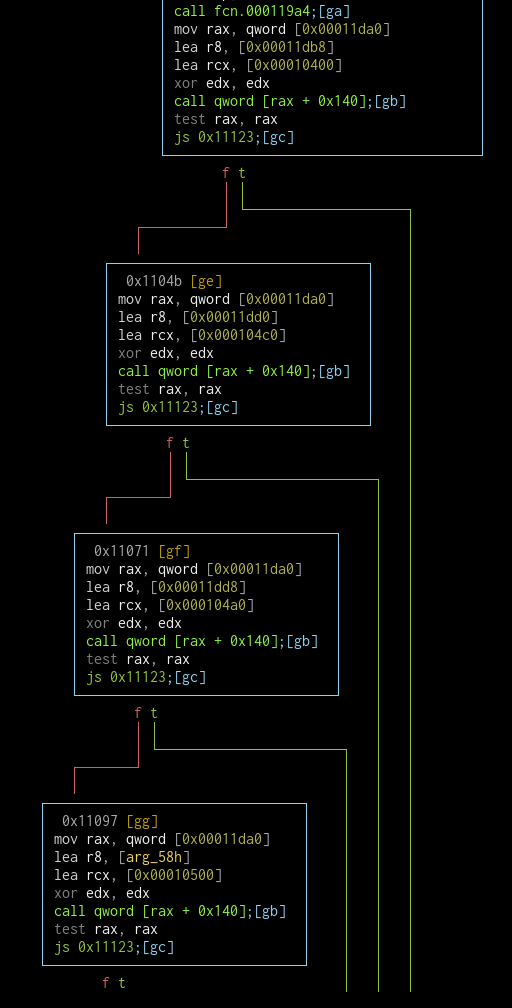 call fcn.000119a4;[ga]
mov rax, qword [0x00011da0]
lea r8, [0x00011db8]
lea rcx, [0x00010400]
xor edx, edx
call qword [rax + 0x140];[gb]
test rax, rax
js 0x11123;[gc]
f t
0x1104b [ge]
mov rax, qword [0x00011da0]
lea r8, [0x00011dd0]
lea rcx, [0x000104c0]
xor edx, edx
call qword [rax + 0x140];[gb]
test rax, rax
js 0x11123;[gc]
f t
0x11071 [gf]
mov rax, qword [0x00011da0]
lea r8, [0x00011dd8]
lea rcx, [0x000104a0]
xor edx, edx
call qword [rax + 0x140];[gb]
test rax, rax
js 0x11123;[gc]
f t
0x11097 [gg]
mov rax, qword [0x00011da0]
lea r8, [arg_58h]
lea rcx, [0x00010500]
xor edx, edx
call qword [rax + 0x140];[gb]
test rax, rax
js 0x11123;[gc]
f t